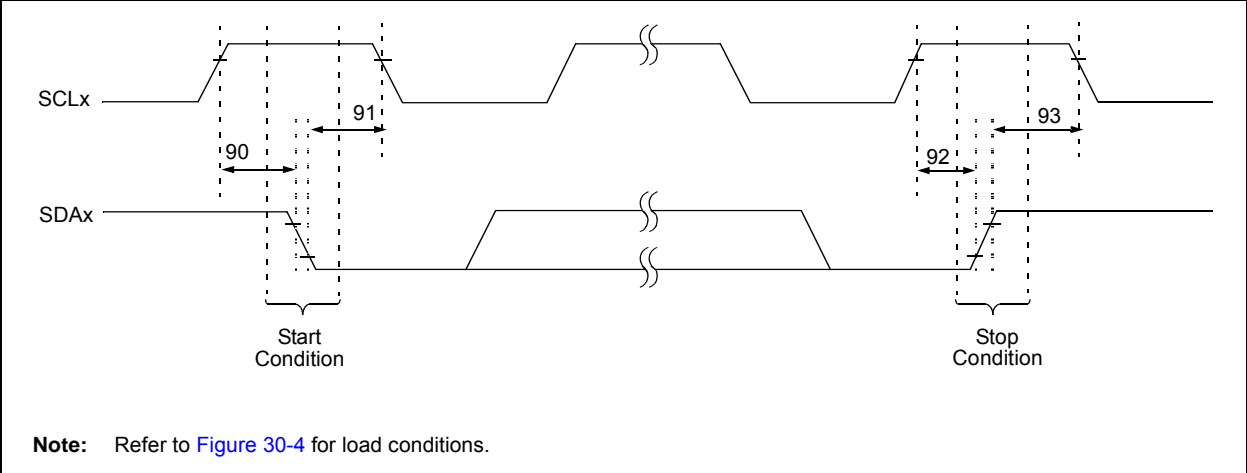 SCLx
91
93
90
92
SDAx
Start
Condition
Stop
Condition
Note: Refer to Figure 30-4 for load conditions.